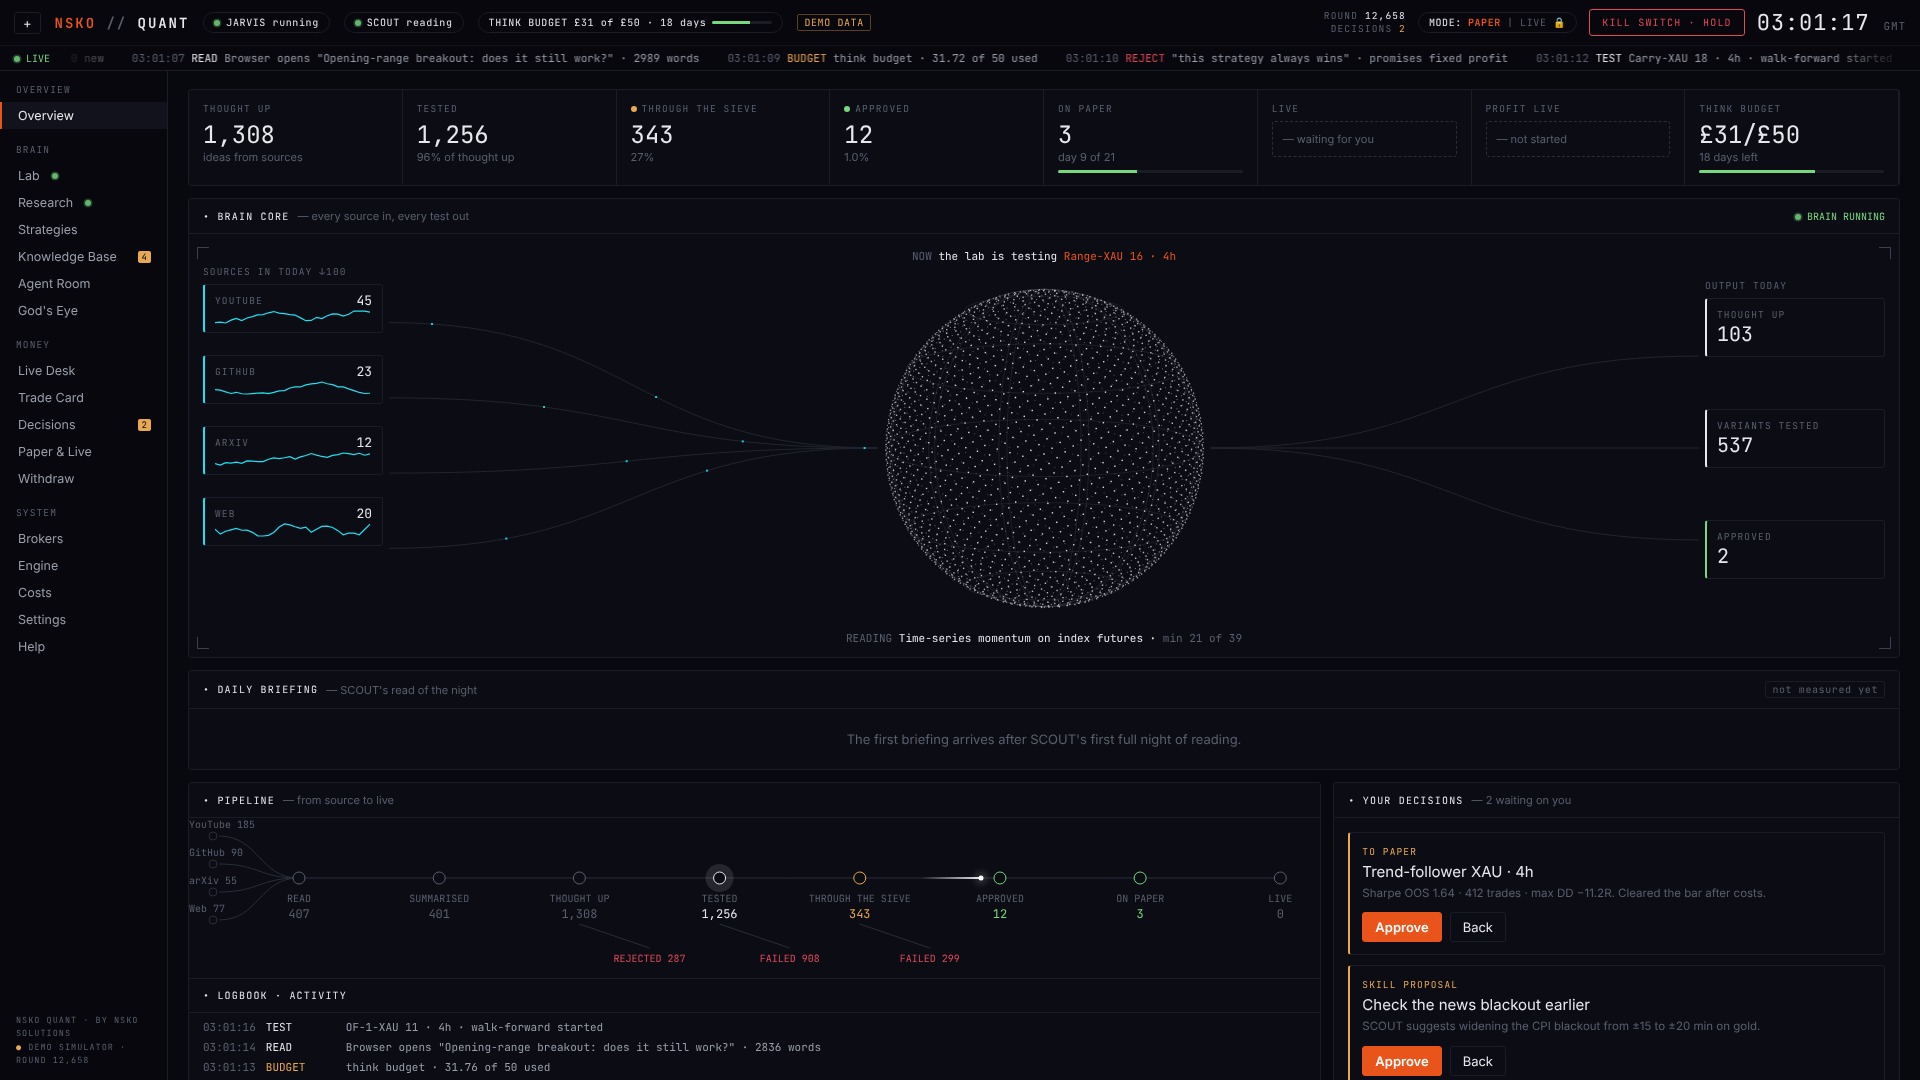 + NSKO // QUANT JARVIS running SCOUT reading THINK BUDGET £31 of £50 · 18 days DEMO DATA ROUND 12,658 DECISIONS 2 MODE: PAPER | LIVE 🔒 KILL SWITCH · HOLD 03:01:17 GMT
LIVE 0 new 03:01:07 READ Browser opens "Opening-range breakout: does it still work?" · 2989 words 03:01:09 BUDGET think budget · 31.72 of 50 used 03:01:10 REJECT "this strategy always wins" · promises fixed profit 03:01:12 TEST Carry-XAU 18 · 4h · walk-forward started
OVERVIEW
Overview
BRAIN
Lab
Research
Strategies
Knowledge Base 4
Agent Room
God's Eye
MONEY
Live Desk
Trade Card
Decisions 2
Paper & Live
Withdraw
SYSTEM
Brokers
Engine
Costs
Settings
Help
NSKO QUANT · BY NSKO
SOLUTIONS
DEMO SIMULATOR ·
ROUND 12,658
THOUGHT UP
1,308
ideas from sources
TESTED
1,256
96% of thought up
THROUGH THE SIEVE
343
27%
APPROVED
12
1.0%
ON PAPER
3
day 9 of 21
LIVE
— waiting for you
PROFIT LIVE
— not started
THINK BUDGET
£31/£50
18 days left
• BRAIN CORE — every source in, every test out
BRAIN RUNNING
NOW the lab is testing Range-XAU 16 · 4h
SOURCES IN TODAY ↓100
YOUTUBE 45
GITHUB 23
ARXIV 12
WEB 20
OUTPUT TODAY
THOUGHT UP
103
VARIANTS TESTED
537
APPROVED
2
READING Time-series momentum on index futures · min 21 of 39
• DAILY BRIEFING — SCOUT's read of the night
not measured yet
The first briefing arrives after SCOUT's first full night of reading.
• PIPELINE — from source to live
YouTube 185
GitHub 90
arXiv 55
Web 77
READ
407
SUMMARISED
401
THOUGHT UP
1,308
TESTED
1,256
THROUGH THE SIEVE
343
APPROVED
12
ON PAPER
3
LIVE
0
REJECTED 287
FAILED 908
FAILED 299
• LOGBOOK · ACTIVITY
03:01:16 TEST OF-1-XAU 11 · 4h · walk-forward started
03:01:14 READ Browser opens "Opening-range breakout: does it still work?" · 2836 words
03:01:13 BUDGET think budget · 31.76 of 50 used
• YOUR DECISIONS — 2 waiting on you
TO PAPER
Trend-follower XAU · 4h
Sharpe OOS 1.64 · 412 trades · max DD −11.2R. Cleared the bar after costs.
Approve Back
SKILL PROPOSAL
Check the news blackout earlier
SCOUT suggests widening the CPI blackout from ±15 to ±20 min on gold.
Approve Back